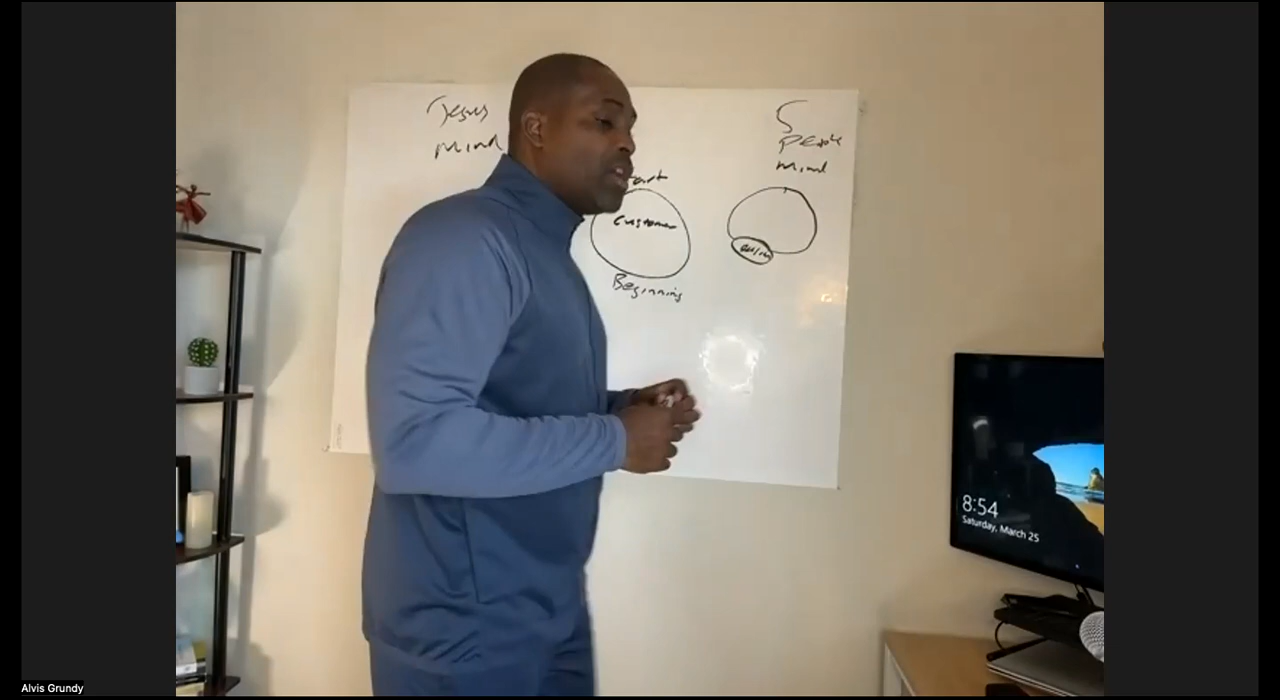 Jesus
mind
People
mind
Customer
Beginning
8:54
Saturday, March 25
Alvis Grundy